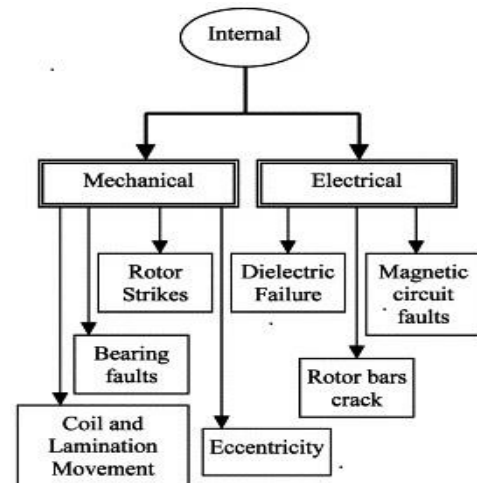 Internal
Mechanical
Electrical
Rotor
Strikes
Dielectric
Failure
Magnetic
circuit
faults
Bearing
faults
Rotor bars
crack
Coil and
Lamination
Movement
Eccentricity